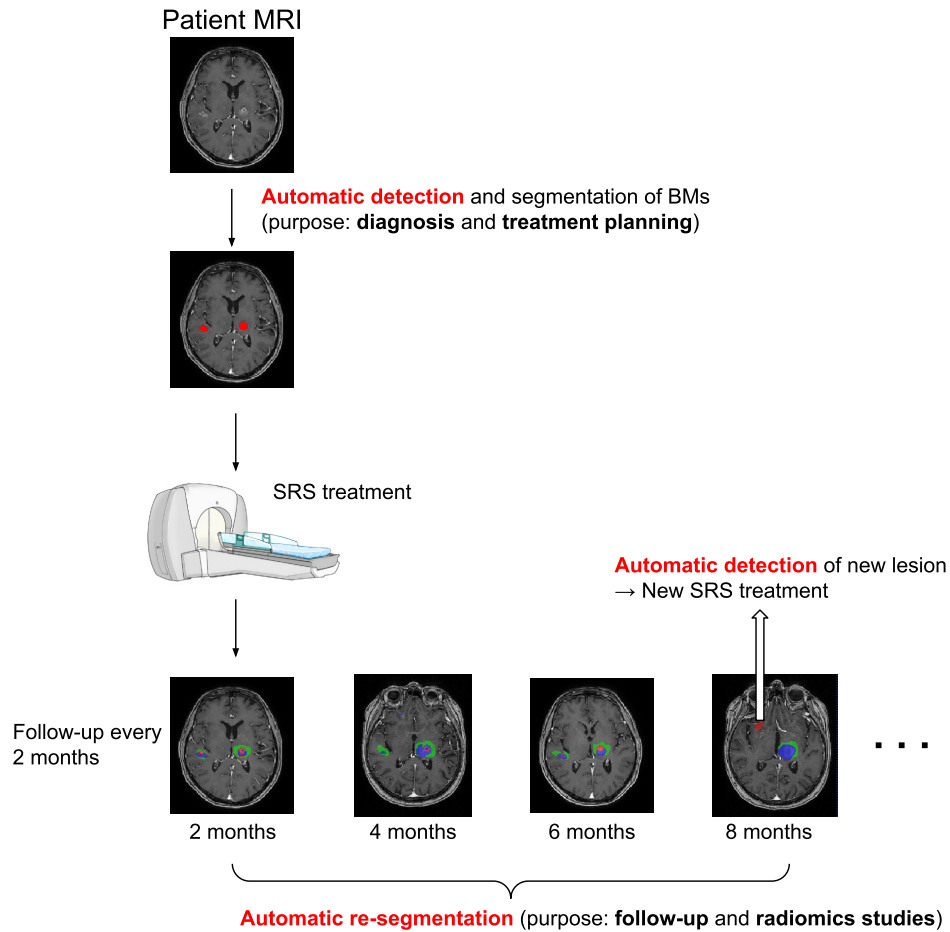 Patient MRI
Automatic detection and segmentation of BMs
(purpose: diagnosis and treatment planning)
SRS treatment
Automatic detection of new lesion
→ New SRS treatment
Follow-up every
2 months
. . .
2 months
4 months
6 months
8 months
Automatic re-segmentation (purpose: follow-up and radiomics studies)